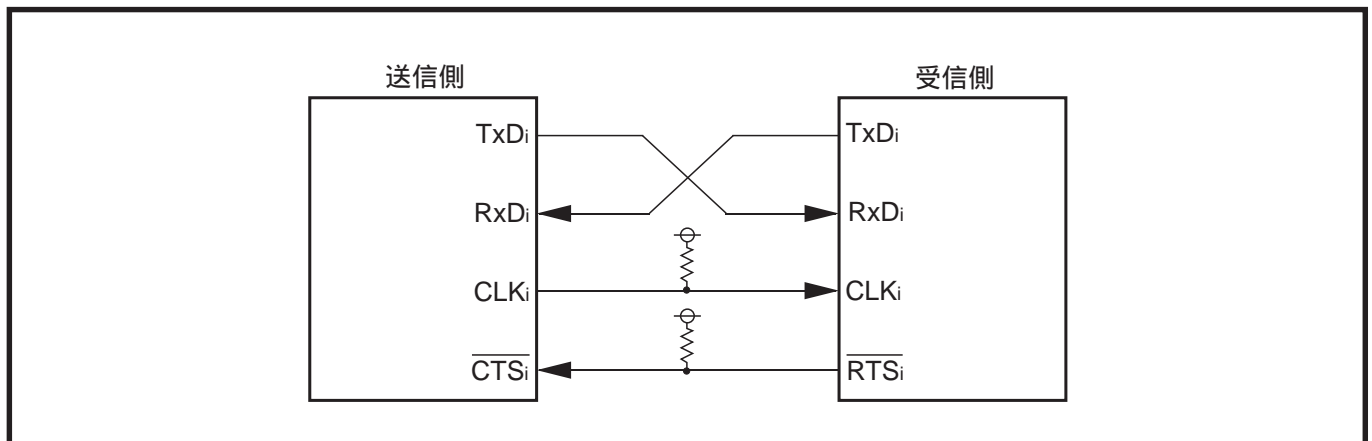 送信側
受信側
TxDi
TxDi
RxDi
RxDi
CLKi
CLKi
CTSi
RTSi